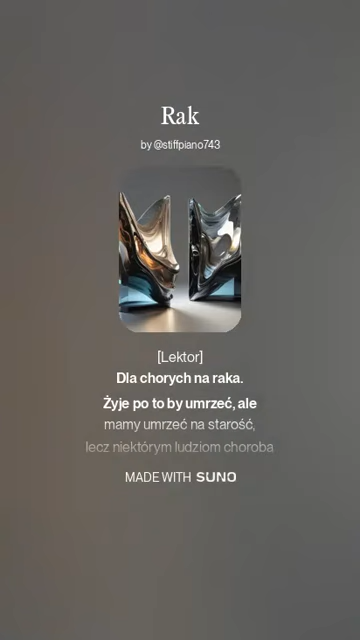 Rak
by @stiffpiano743
[Lektor]
Dla chorych na raka.
Żyje po to by umrzeć, ale
mamy umrzeć na starość,
lecz niektórym ludziom choroba
MADE WITH SUNO